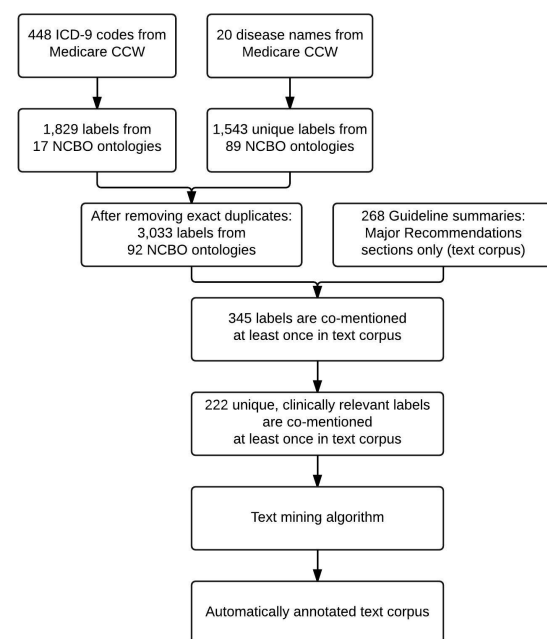 448 ICD-9 codes from
Medicare CCW
20 disease names from
Medicare CCW
1,829 labels from
17 NCBO ontologies
1,543 unique labels from
89 NCBO ontologies
After removing exact duplicates:
3,033 labels from
92 NCBO ontologies
268 Guideline summaries:
Major Recommendations
sections only (text corpus)
345 labels are co-mentioned
at least once in text corpus
222 unique, clinically relevant labels
are co-mentioned
at least once in text corpus
Text mining algorithm
Automatically annotated text corpus